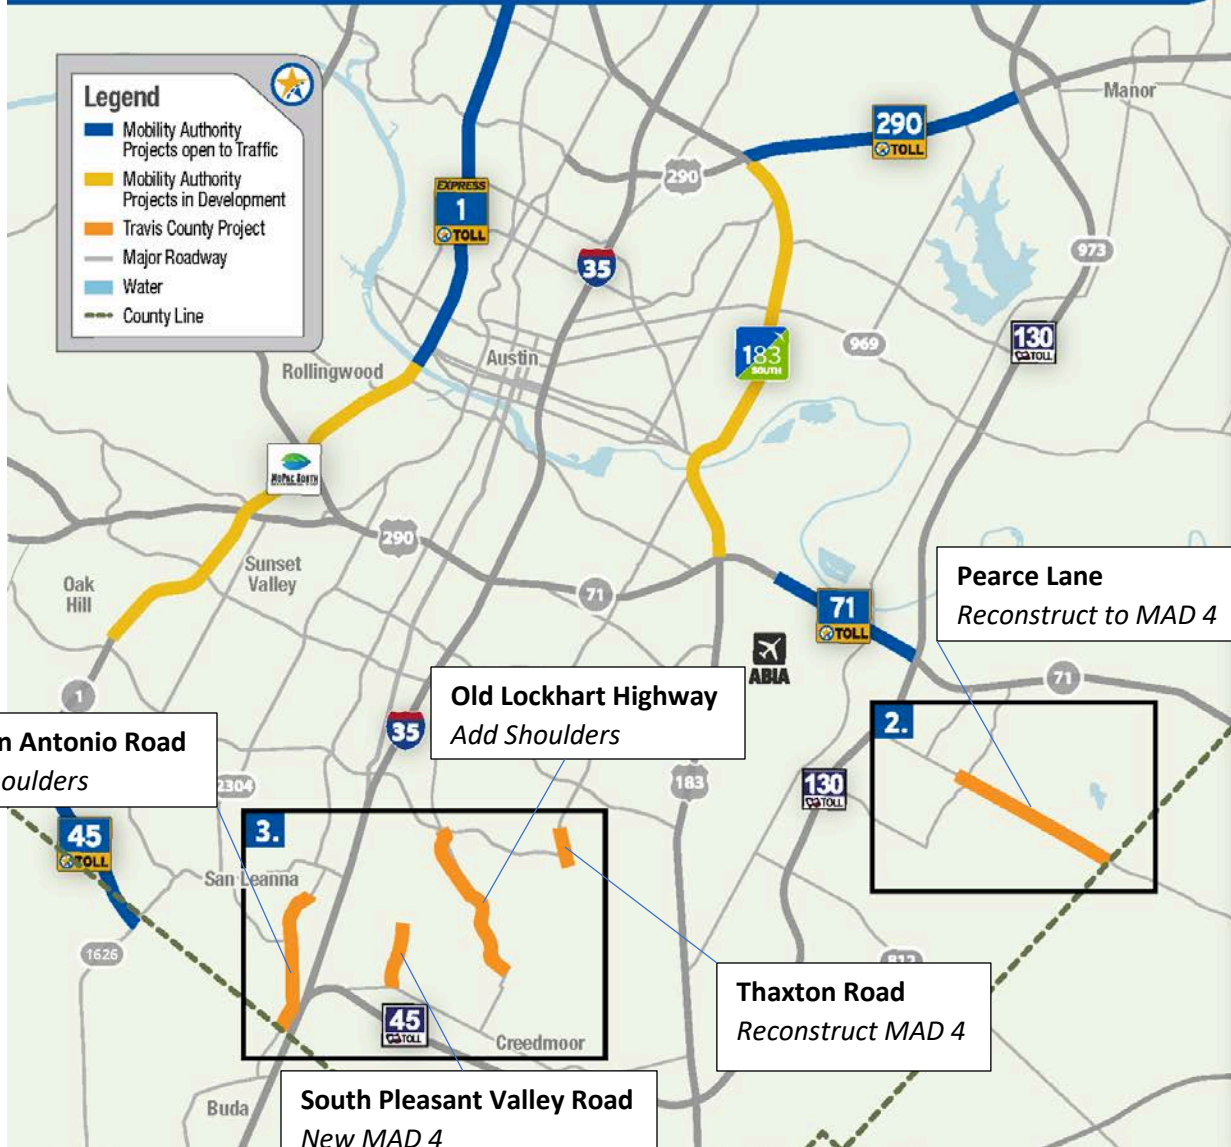 Legend
Mobility Authority
Projects open to Traffic
Mobility Authority
Projects in Development
Travis County Project
Major Roadway
Water
County Line
Manor
290
TOLL
EXPRESS
1
TOLL
290
35
973
130
TOLL
183
SOUTH
969
Austin
Rollingwood
MoPac South
290
Sunset
Valley
Oak
Hill
71
71
TOLL
ABIA
Pearce Lane
Reconstruct to MAD 4
71
1
Old Lockhart Highway
Add Shoulders
35
n Antonio Road
oulders
2304
183
130
TOLL
2.
3.
45
TOLL
San Leanna
1626
812
45
TOLL
Creedmoor
Thaxton Road
Reconstruct MAD 4
Buda
South Pleasant Valley Road
New MAD 4